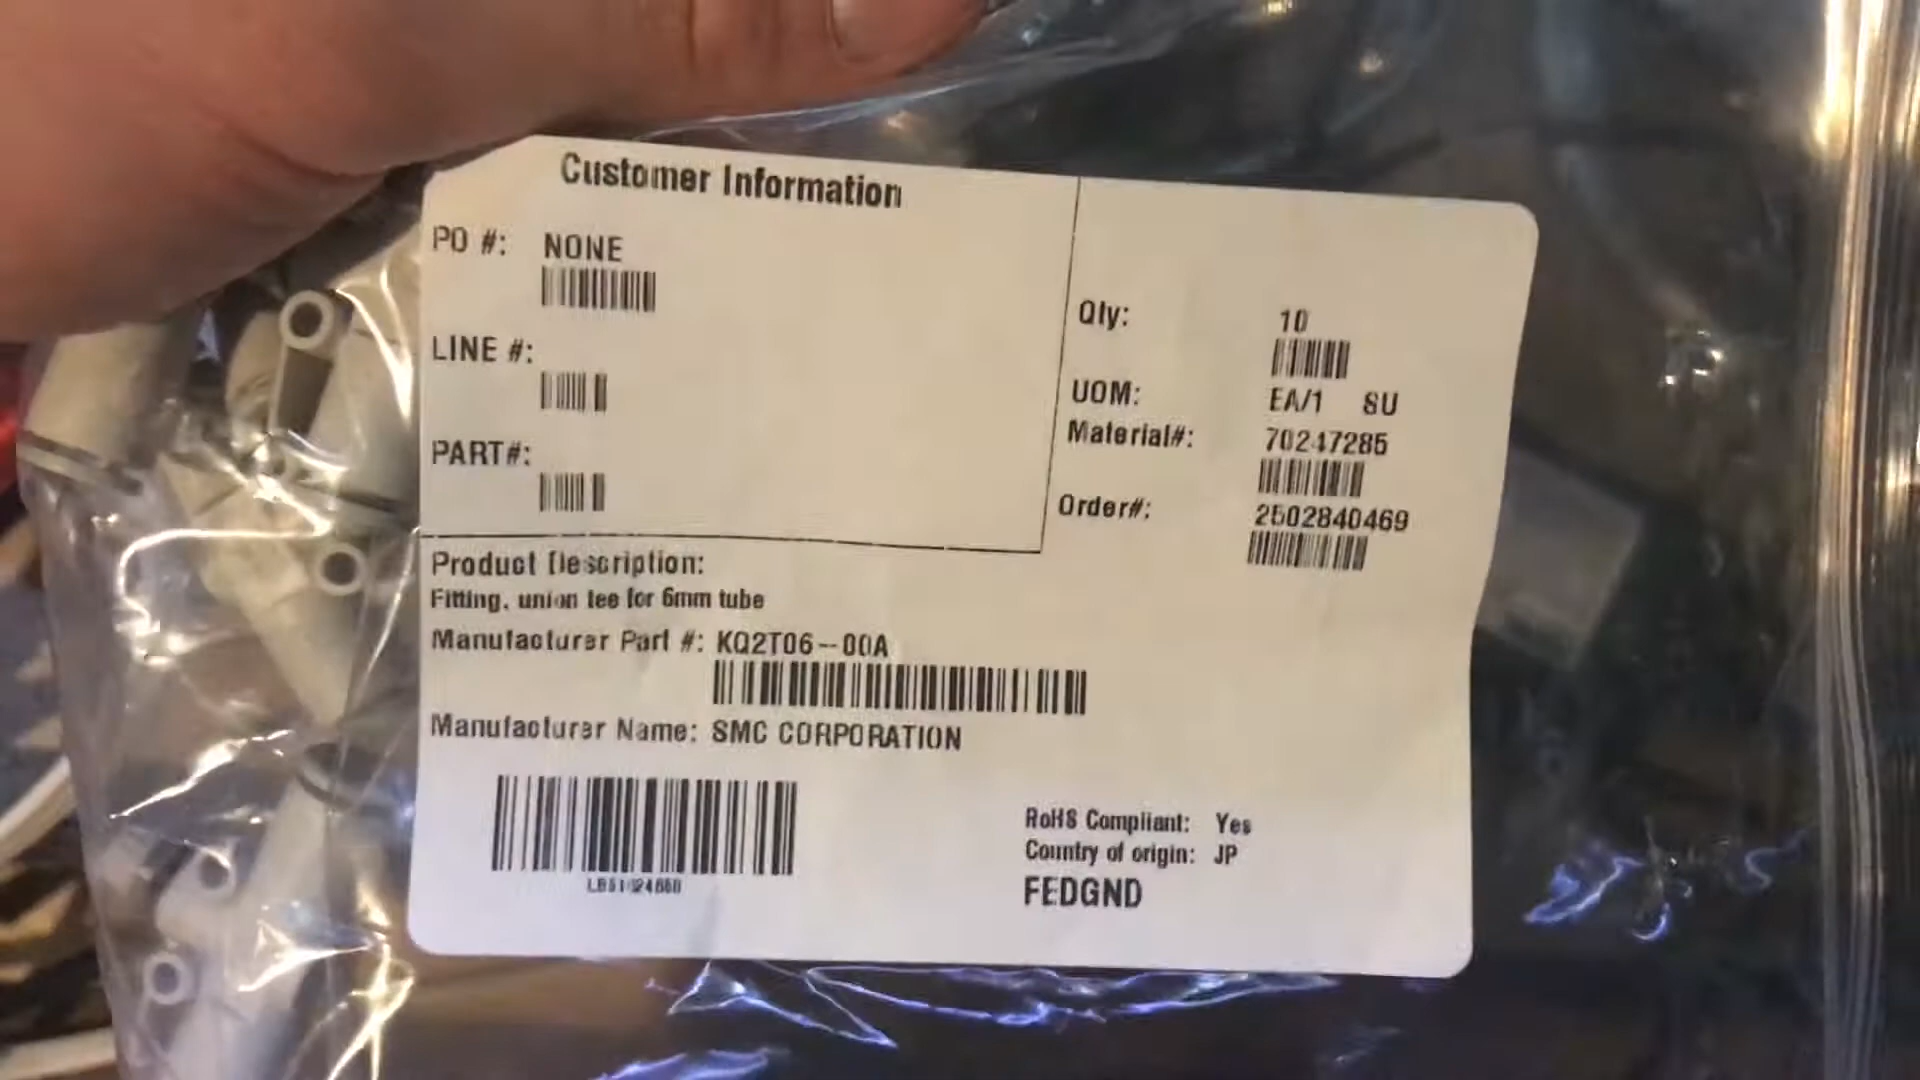 Customer Information
PO #: NONE
LINE #:
PART#:
Qty: 10
UOM: EA/1 SU
Material#: 70247285
Order#: 2502840469
Product Description:
Fitting, union tee for 6mm tube
Manufacturer Part #: KQ2T06-00A
Manufacturer Name: SMC CORPORATION
RoHS Compliant: Yes
Country of origin: JP
FEDGND